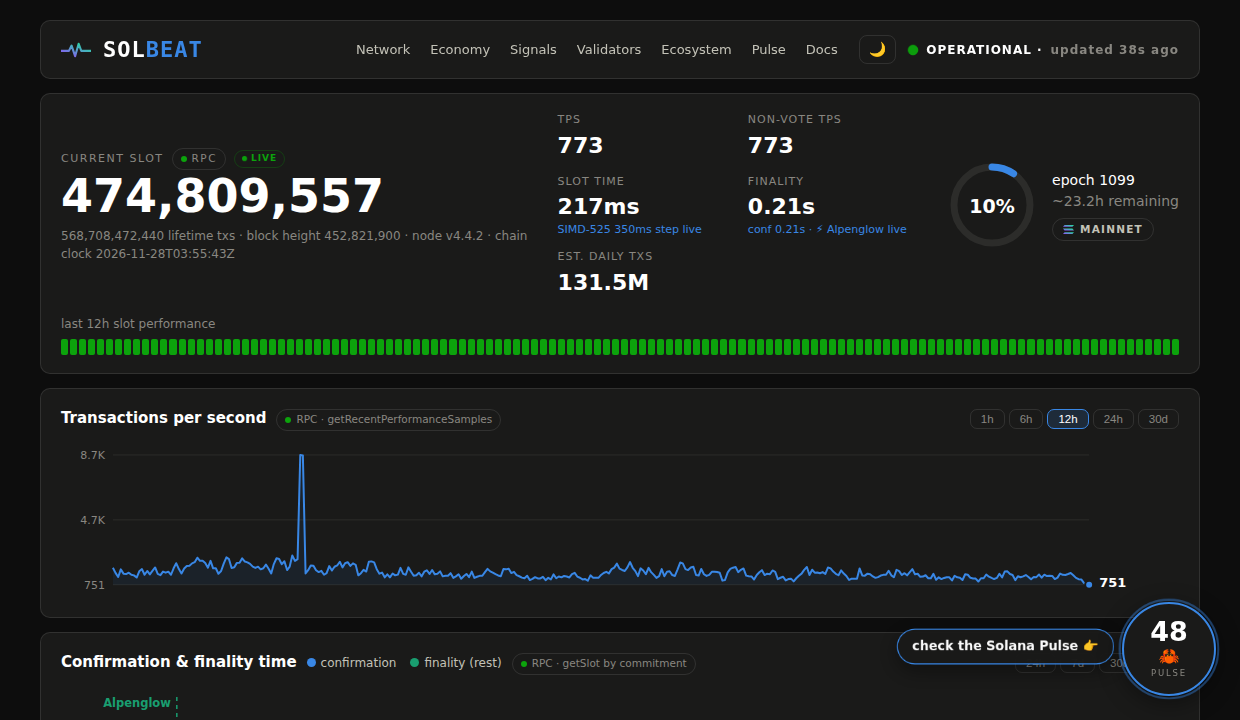 SOLBEAT
Network Economy Signals Validators Ecosystem Pulse Docs
OPERATIONAL · updated 38s ago
CURRENT SLOT RPC LIVE
474,809,557
568,708,472,440 lifetime txs · block height 452,821,900 · node v4.4.2 · chain
clock 2026-11-28T03:55:43Z
TPS
773
NON-VOTE TPS
773
SLOT TIME
217ms
SIMD-525 350ms step live
FINALITY
0.21s
conf 0.21s · ⚡ Alpenglow live
EST. DAILY TXS
131.5M
10%
epoch 1099
~23.2h remaining
MAINNET
last 12h slot performance
Transactions per second RPC · getRecentPerformanceSamples
1h 6h 12h 24h 30d
8.7K
4.7K
751
751
Confirmation & finality time confirmation finality (rest) RPC · getSlot by commitment
check the Solana Pulse 👉
48
PULSE
Alpenglow